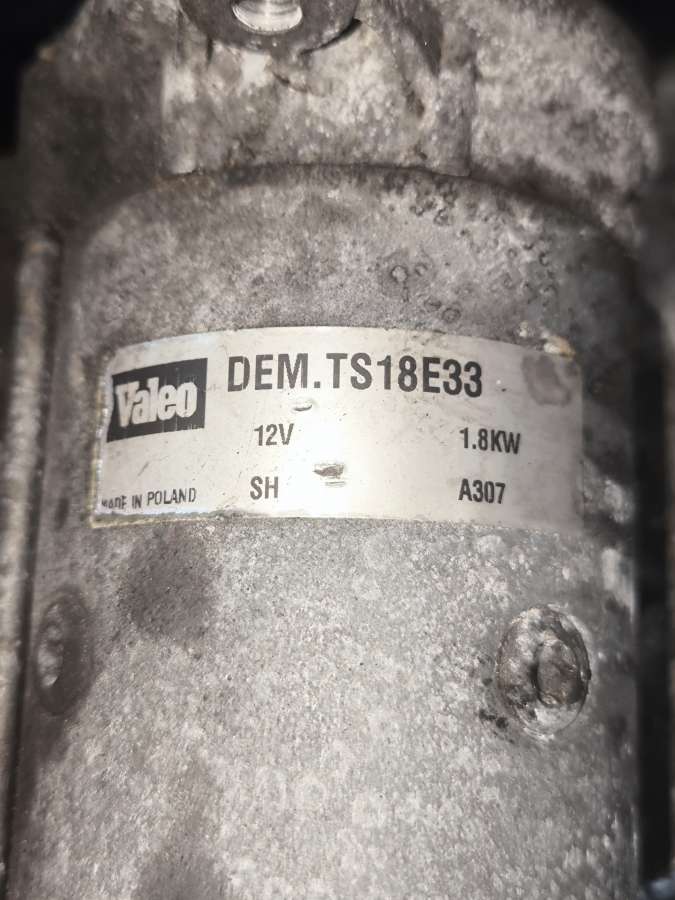 Valeo DEM.TS18E33
12V 1.8KW
MADE IN POLAND SH A307